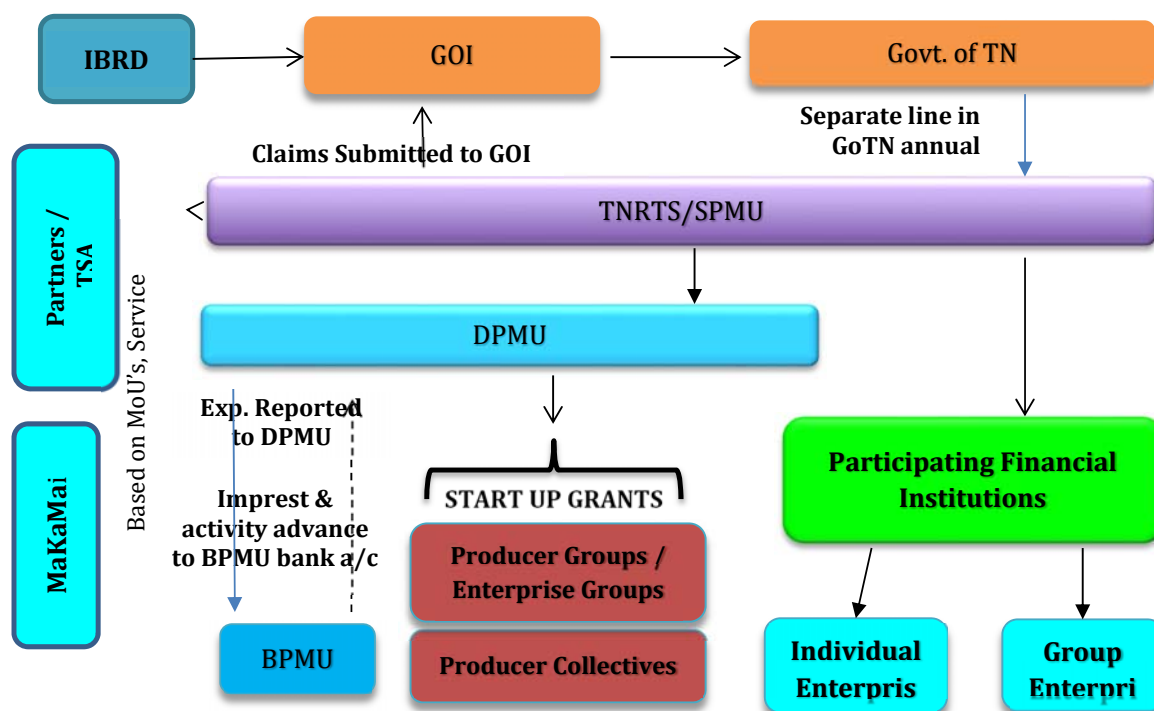 IBRD
GOI
Govt. of TN
Claims Submitted to GOI
Separate line in
GoTN annual
TNRTS/SPMU
Partners /
TSA
Based on MoU's, Service
DPMU
Exp. Reported
to DPMU
MaKaMai
Imprest &
activity advance
to BPMU bank a/c
START UP GRANTS
Producer Groups /
Enterprise Groups
Producer Collectives
BPMU
Participating Financial
Institutions
Individual
Enterpris
Group
Enterpri